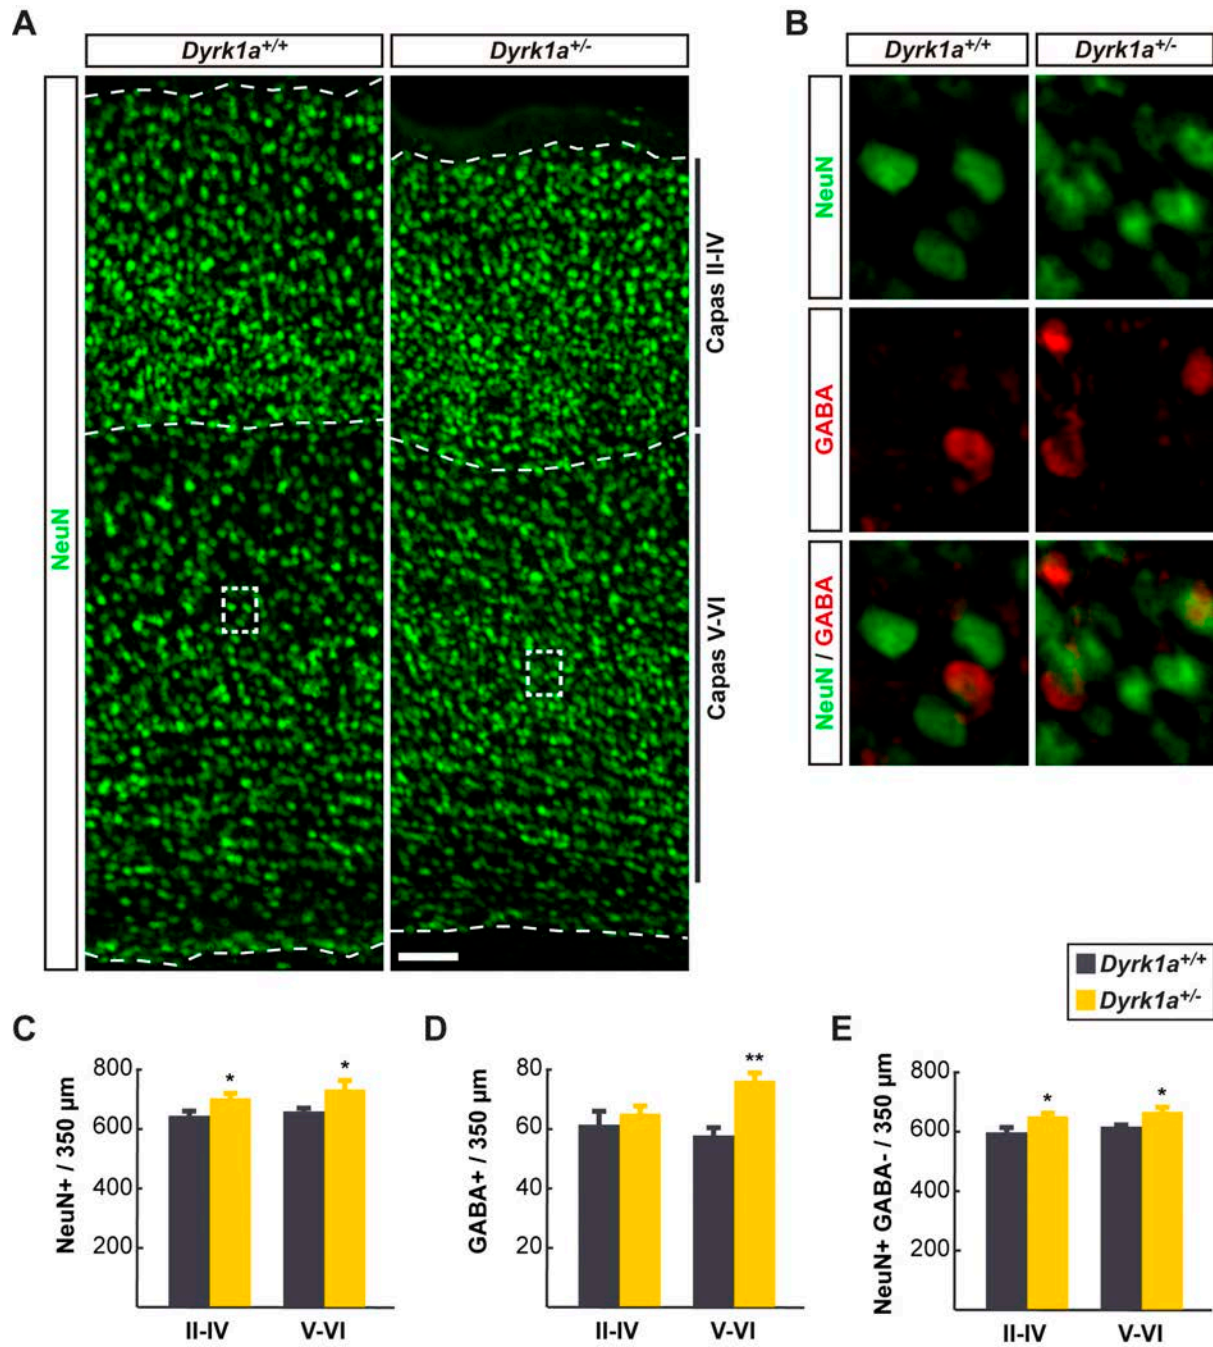 A
Dyrk1a+/+
Dyrk1a+/-
NeuN
Capas II-IV
Capas V-VI
B
Dyrk1a+/+
Dyrk1a+/-
NeuN
GABA
NeuN / GABA
Dyrk1a+/+
Dyrk1a+/-
C
NeuN+ / 350 µm
800
600
400
200
*
*
II-IV
V-VI
D
GABA+ / 350 µm
80
60
40
20
**
II-IV
V-VI
E
NeuN+ GABA- / 350 µm
800
600
400
200
*
*
II-IV
V-VI